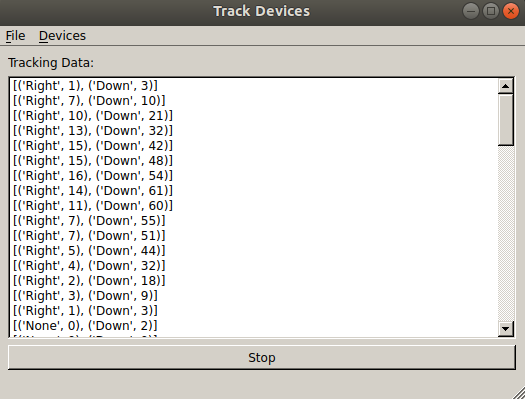 Track Devices
File Devices
Tracking Data:
[('Right', 1), ('Down', 3)]
[('Right', 7), ('Down', 10)]
[('Right', 10), ('Down', 21)]
[('Right', 13), ('Down', 32)]
[('Right', 15), ('Down', 42)]
[('Right', 15), ('Down', 48)]
[('Right', 16), ('Down', 54)]
[('Right', 14), ('Down', 61)]
[('Right', 11), ('Down', 60)]
[('Right', 7), ('Down', 55)]
[('Right', 7), ('Down', 51)]
[('Right', 5), ('Down', 44)]
[('Right', 4), ('Down', 32)]
[('Right', 2), ('Down', 18)]
[('Right', 3), ('Down', 9)]
[('Right', 1), ('Down', 3)]
[('None', 0), ('Down', 2)]
Stop